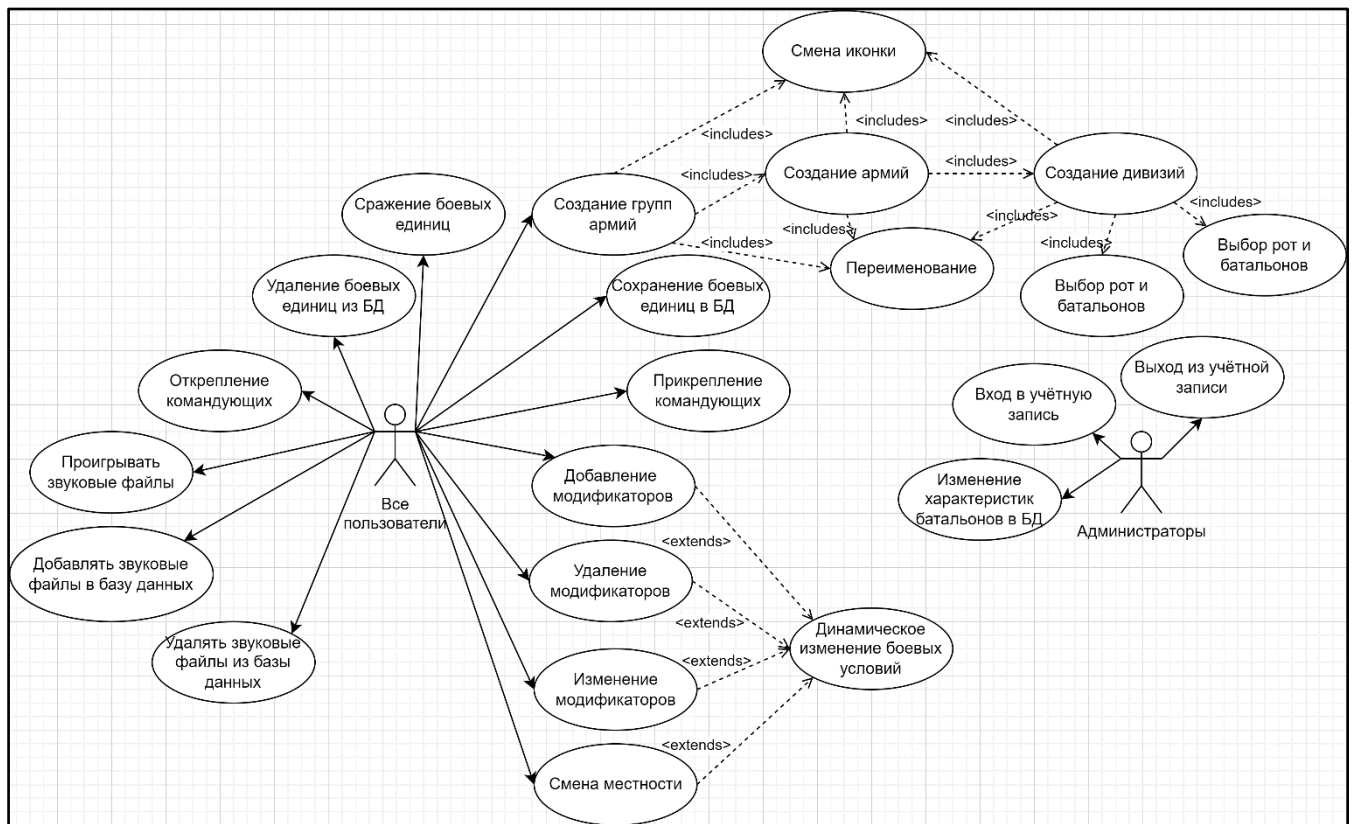 Смена иконки
<includes>
<includes>
<includes>
Создание групп
армий
<includes>
Создание армий
<includes>
Создание дивизий
<includes>
<includes>
<includes>
<includes>
<includes>
Переименование
Выбор рот и
батальонов
Выбор рот и
батальонов
Сражение боевых
единиц
Удаление боевых
единиц из БД
Сохранение боевых
единиц в БД
Открепление
командующих
Прикрепление
командующих
Проигрывать
звуковые файлы
Все
пользователи
Добавление
модификаторов
Добавлять звуковые
файлы в базу данных
Удаление
модификаторов
Удалять звуковые
файлы из базы
данных
Изменение
модификаторов
Смена местности
<extends>
<extends>
<extends>
<extends>
Динамическое
изменение боевых
условий
Вход в учётную
запись
Выход из учётной
записи
Изменение
характеристик
батальонов в БД
Администраторы